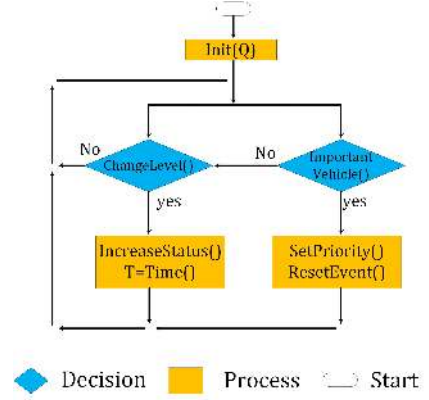 Init(Q)
No
ChangeLevel()
No
Important
Vehicle()
yes
yes
IncreaseStatus()
T=Time()
SetPriority()
ResetEvent()
Decision
Process
Start